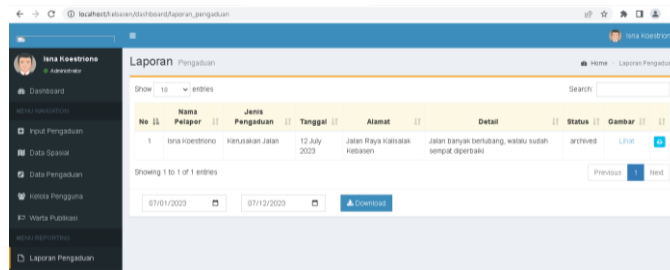 localhost/kebasen/dashboard/laporan_pengaduan
Isna Koestriono
Isna Koestriono
Administrator
Laporan Pengaduan
Home
Laporan Pengadua
Dashboard
Show 10 entries
Search:
MENU NAVIGATION
Input Pengaduan
Data Spasial
Data Pengaduan
Kelola Pengguna
Warta Publikasi
MENU REPORTING
Laporan Pengaduan
No Nama Pelapor Jenis Pengaduan Tanggal Alamat Detail Status Gambar
1 Isna Koestriono Kerusakan Jalan 12 July 2023 Jalan Raya Kalisalak Kebasen Jalan banyak berlubang, walalu sudah sempat diperbaiki archived Lihat
Showing 1 to 1 of 1 entries
Previous 1 Next
07/01/2023 07/12/2023 Download